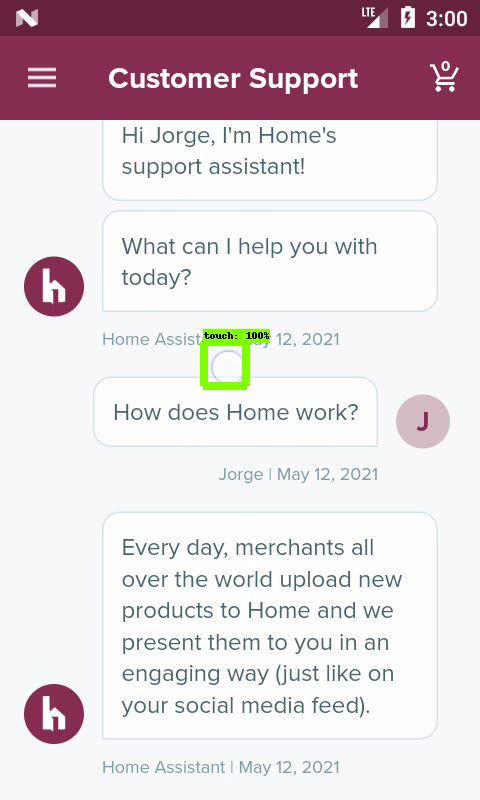 LTE 3:00
Customer Support 0
Hi Jorge, I'm Home's
support assistant!
What can I help you with
today?
h
Home Assist
touch: 100%
ay 12, 2021
How does Home work?
J
Jorge | May 12, 2021
Every day, merchants all
over the world upload new
products to Home and we
present them to you in an
engaging way (just like on
your social media feed).
h
Home Assistant | May 12, 2021